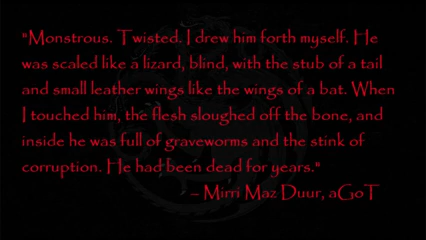 "Monstrous. Twisted. I drew him forth myself. He
was scaled like a lizard, blind, with the stub of a tail
and small leather wings like the wings of a bat. When
I touched him, the flesh sloughed off the bone, and
inside he was full of graveworms and the stink of
corruption. He had been dead for years."
– Mirri Maz Duur, aGoT